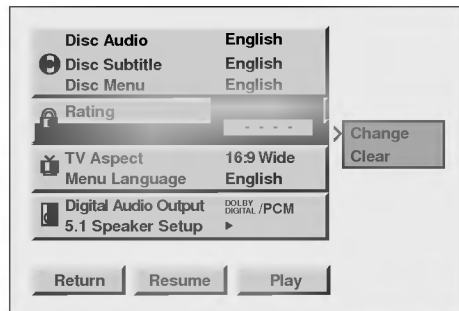 Disc Audio English
Disc Subtitle English
Disc Menu English
Rating
- - - -
Change
Clear
TV Aspect 16:9 Wide
Menu Language English
Digital Audio Output DOLBY DIGITAL /PCM
5.1 Speaker Setup ►
Return Resume Play